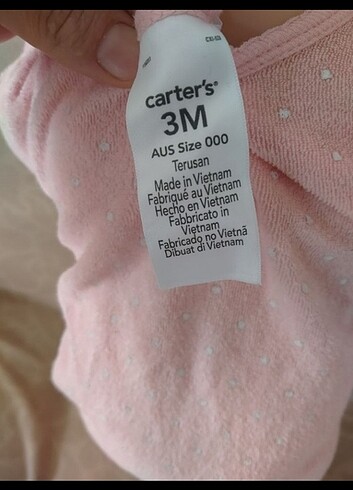 carter's®
3M
AUS Size 000
Terusan
Made in Vietnam
Fabriqué au Vietnam
Hecho en Vietnam
Fabbricato in
Vietnam
Fabricado no Vietnã
Dibuat di Vietnam